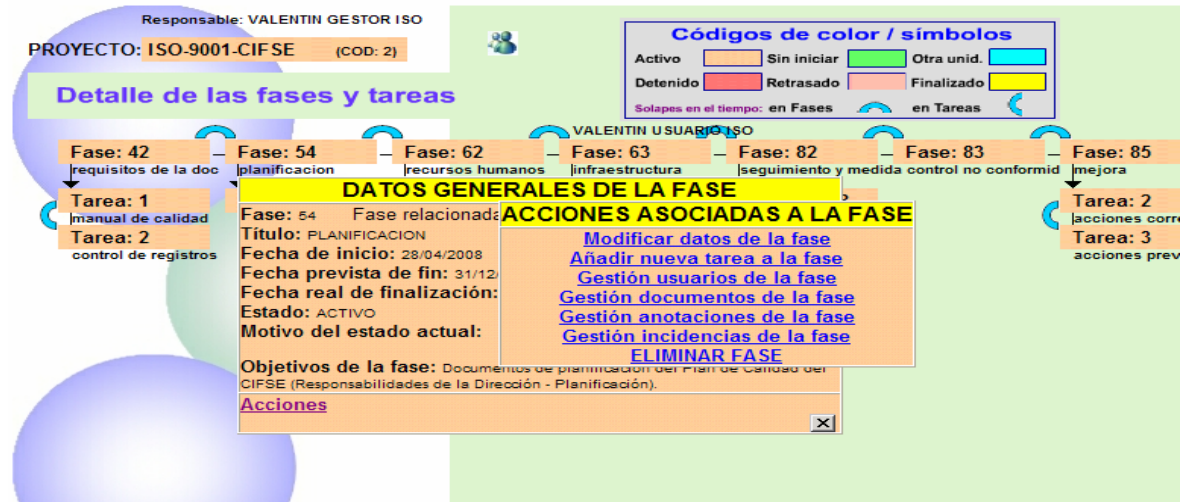 Responsable: VALENTIN GESTOR ISO
PROYECTO: ISO-9001-CIFSE (COD: 2)
Códigos de color / símbolos
Activo Sin iniciar Otra unid.
Detenido Retrasado Finalizado
Solapes en el tiempo: en Fases en Tareas
Detalle de las fases y tareas
VALENTIN USUARIO ISO
Fase: 42 Fase: 54 Fase: 62 Fase: 63 Fase: 82 Fase: 83 Fase: 85
requisitos de la doc planificacion recursos humanos infraestructura seguimiento y medida control no conformid mejora
Tarea: 1
manual de calidad
Tarea: 2
control de registros
Tarea: 2
acciones corre
Tarea: 3
acciones prev
DATOS GENERALES DE LA FASE
Fase: 54 Fase relacionada
Título: PLANIFICACION
Fecha de inicio: 28/04/2008
Fecha prevista de fin: 31/12/
Fecha real de finalización:
Estado: ACTIVO
Motivo del estado actual:
Objetivos de la fase: Documentos de planificación del Plan de Calidad del
CIFSE (Responsabilidades de la Dirección - Planificación).
Acciones
X
ACCIONES ASOCIADAS A LA FASE
Modificar datos de la fase
Añadir nueva tarea a la fase
Gestión usuarios de la fase
Gestión documentos de la fase
Gestión anotaciones de la fase
Gestión incidencias de la fase
ELIMINAR FASE